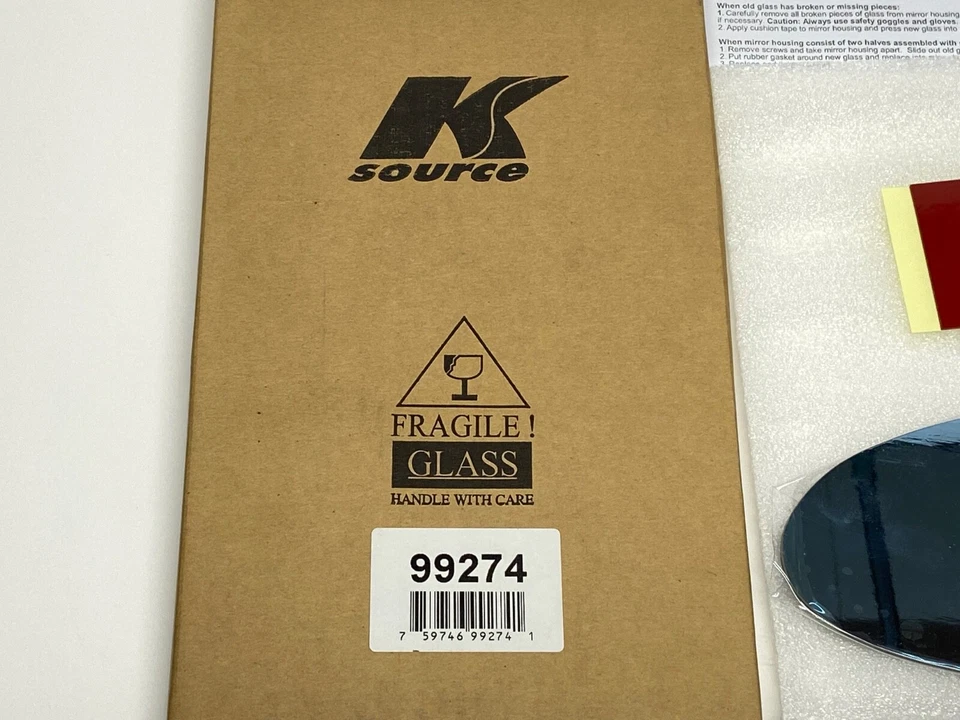 K
source
FRAGILE !
GLASS
HANDLE WITH CARE
99274
7 59746 99274 1
When old glass has broken or missing pieces:
1. Carefully remove all broken pieces of glass from mirror housing
if necessary. Caution: Always use safety goggles and gloves.
2. Apply cushion tape to mirror housing and press new glass into
When mirror housing consist of two halves assembled with
1. Remove screws and take mirror housing apart. Slide out old g
2. Put rubber gasket around new glass and replace into